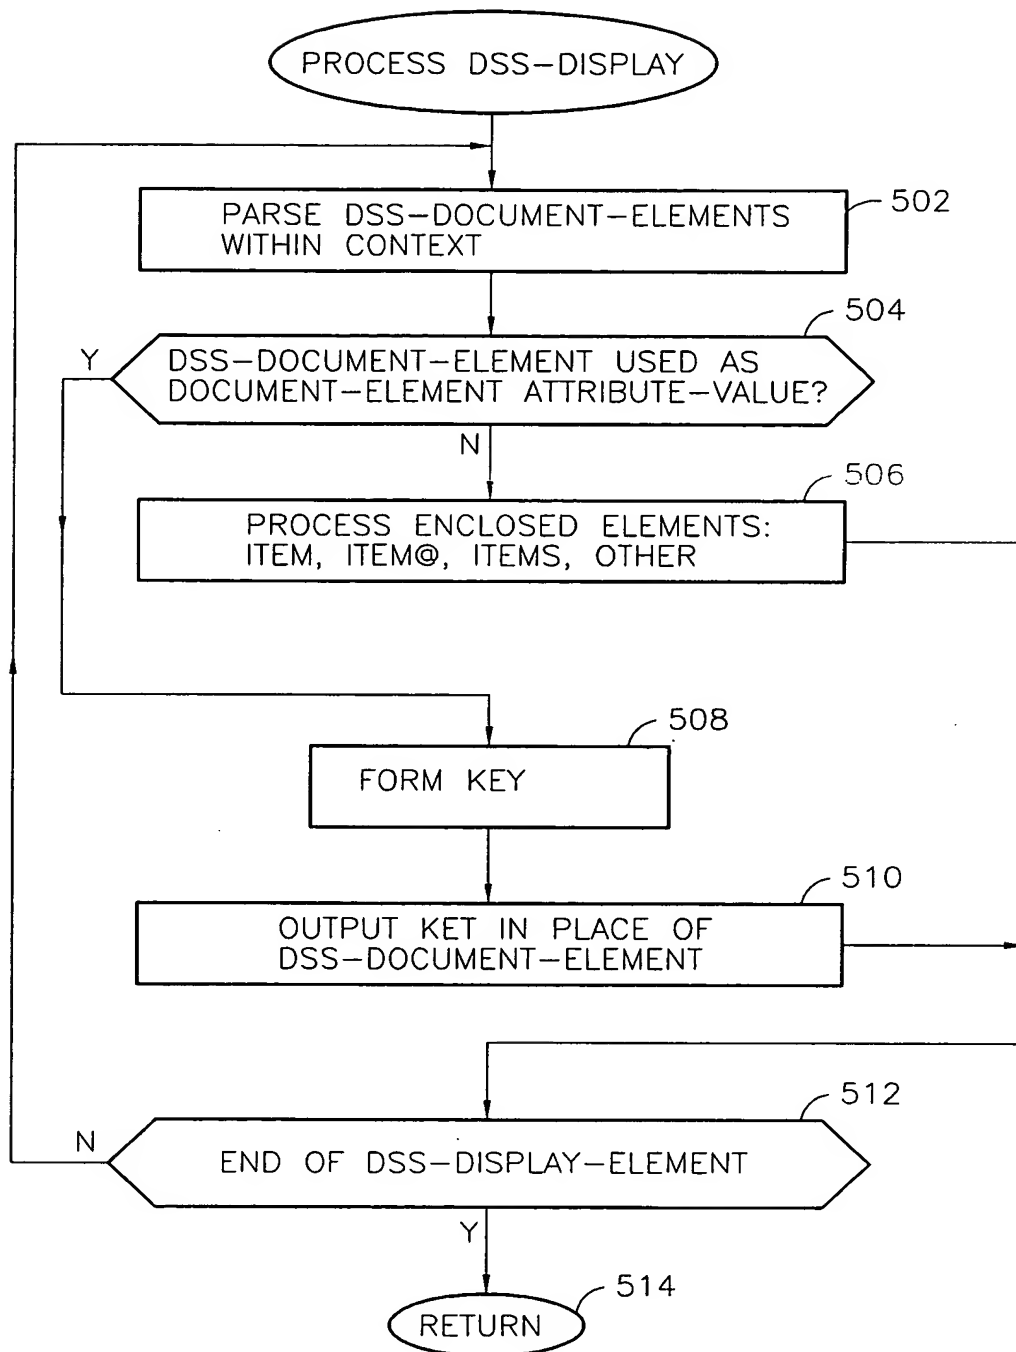 PROCESS DSS-DISPLAY
PARSE DSS-DOCUMENT-ELEMENTS
WITHIN CONTEXT
502
504
Y
DSS-DOCUMENT-ELEMENT USED AS
DOCUMENT-ELEMENT ATTRIBUTE-VALUE?
N
506
PROCESS ENCLOSED ELEMENTS:
ITEM, ITEM@, ITEMS, OTHER
508
FORM KEY
510
OUTPUT KET IN PLACE OF
DSS-DOCUMENT-ELEMENT
512
N
END OF DSS-DISPLAY-ELEMENT
Y
514
RETURN